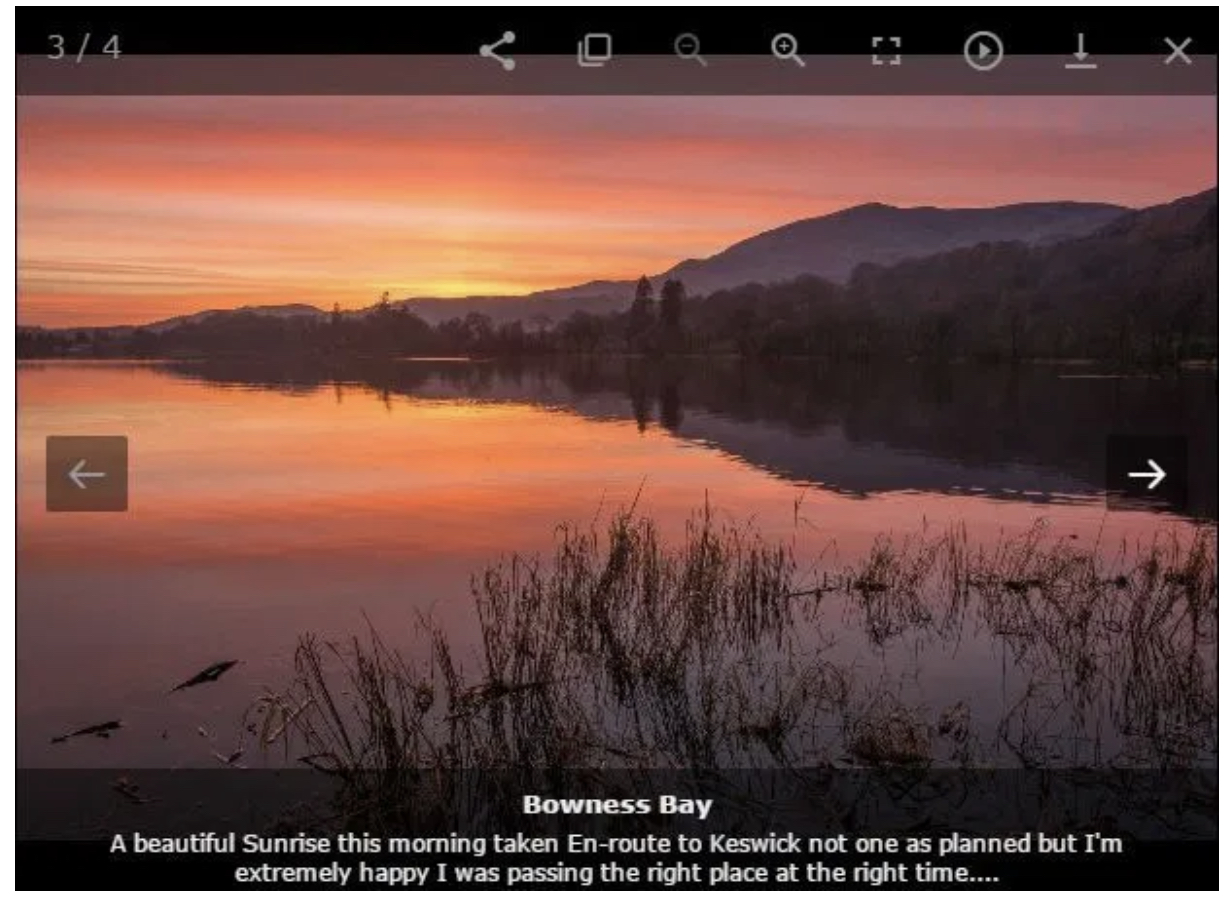 3 / 4
Bowness Bay
A beautiful Sunrise this morning taken En-route to Keswick not one as planned but I'm
extremely happy I was passing the right place at the right time....